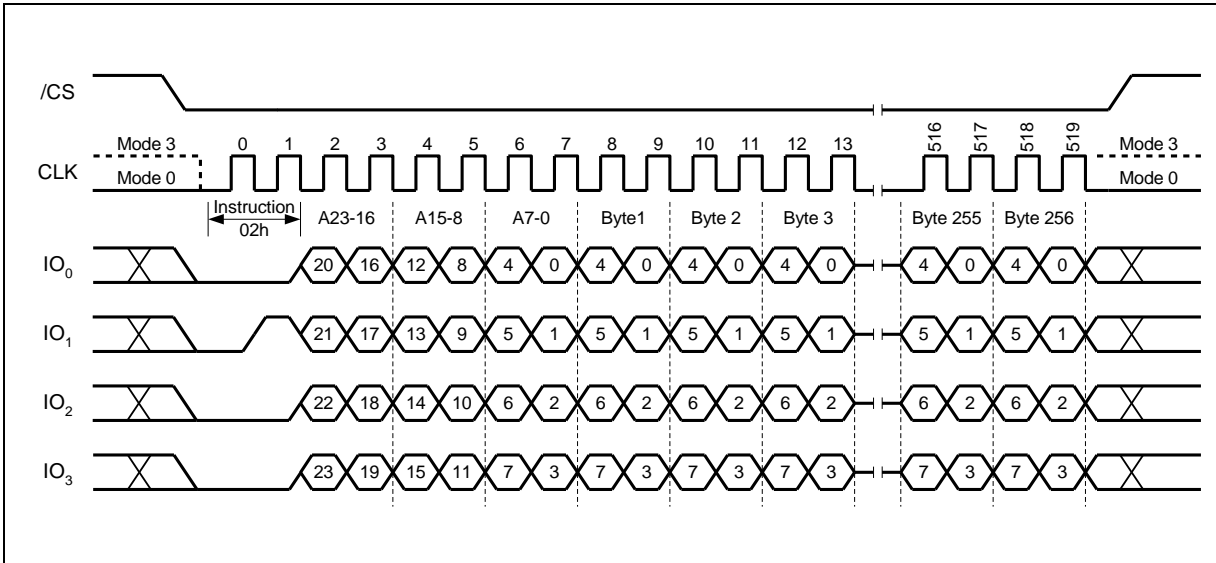 /CS
Mode 3 0 1 2 3 4 5 6 7 8 9 10 11 12 13 516 517 518 519 Mode 3
CLK
Mode 0 Mode 0
Instruction
02h
A23-16 A15-8 A7-0 Byte1 Byte 2 Byte 3 Byte 255 Byte 256
IO0 20 16 12 8 4 0 4 0 4 0 4 0 4 0 4 0
IO1 21 17 13 9 5 1 5 1 5 1 5 1 5 1 5 1
IO2 22 18 14 10 6 2 6 2 6 2 6 2 6 2 6 2
IO3 23 19 15 11 7 3 7 3 7 3 7 3 7 3 7 3